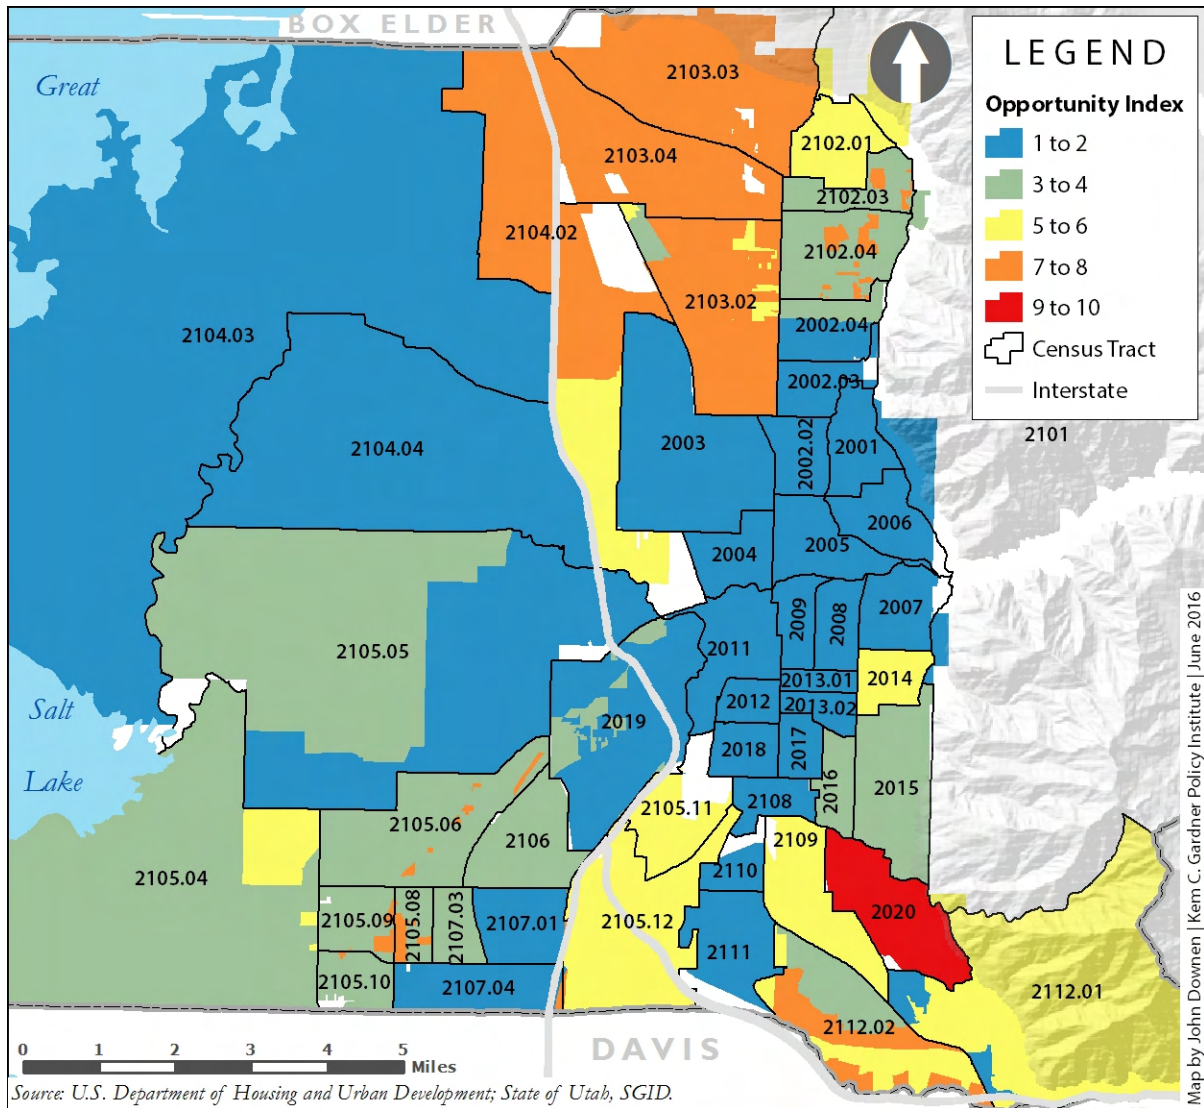 BOX ELDER
LEGEND
Opportunity Index
1 to 2
3 to 4
5 to 6
7 to 8
9 to 10
Census Tract
Interstate
Great
2103.03
2102.01
2103.04
2102.03
2104.02
2102.04
2103.02
2104.03
2002.04
2002.03
2101
2104.04
2003
2002.02
2001
2006
2004
2005
2009
2008
2007
2105.05
2011
2014
2013.01
2012
2013.02
Salt
2019
2018
2017
2016
2015
Lake
2105.11
2108
2105.06
2106
2109
2110
2105.04
2020
2105.09
2105.08
2107.03
2107.01
2105.12
2111
2105.10
2107.04
2112.01
2112.02
DAVIS
0 1 2 3 4 5
Miles
Source: U.S. Department of Housing and Urban Development; State of Utah, SGID.
Map by John Downen | Kem C. Gardner Policy Institute | June 2016